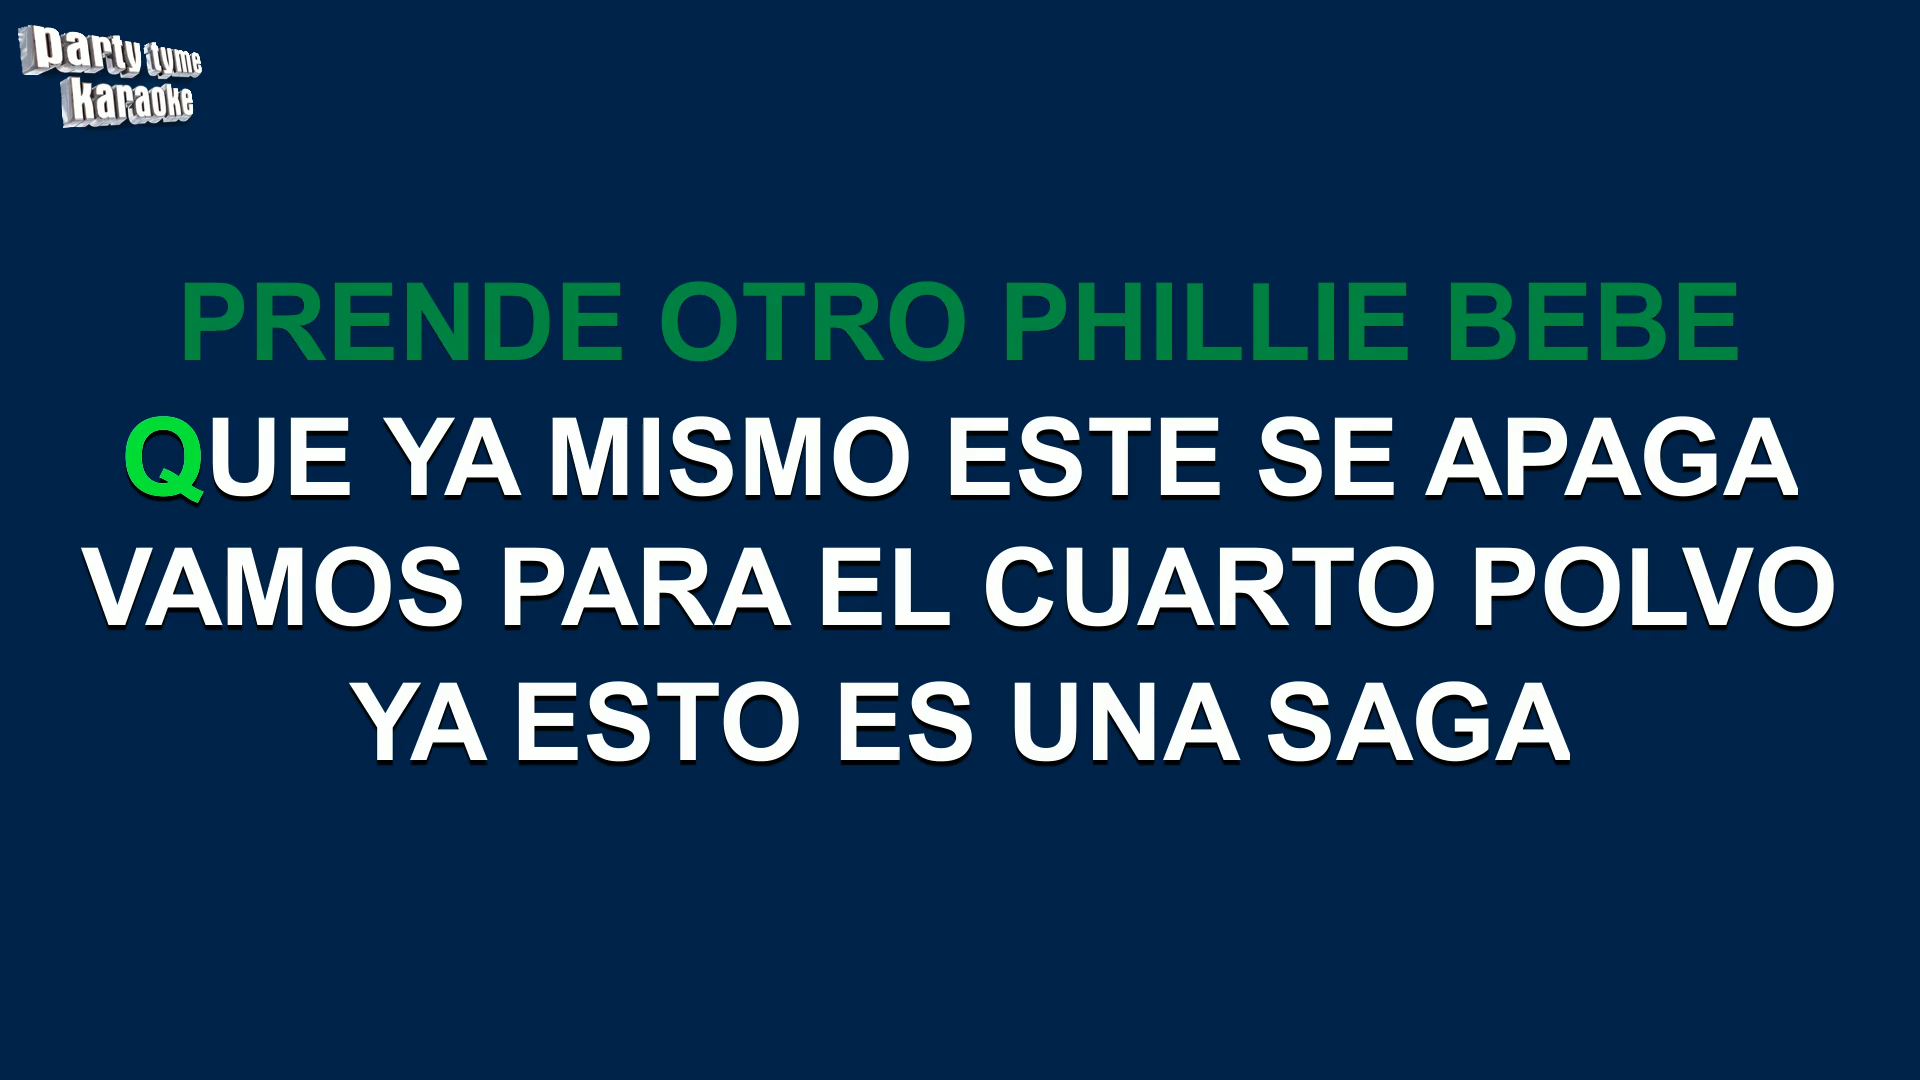 party tyme
karaoke
PRENDE OTRO PHILLIE BEBE
QUE YA MISMO ESTE SE APAGA
VAMOS PARA EL CUARTO POLVO
YA ESTO ES UNA SAGA